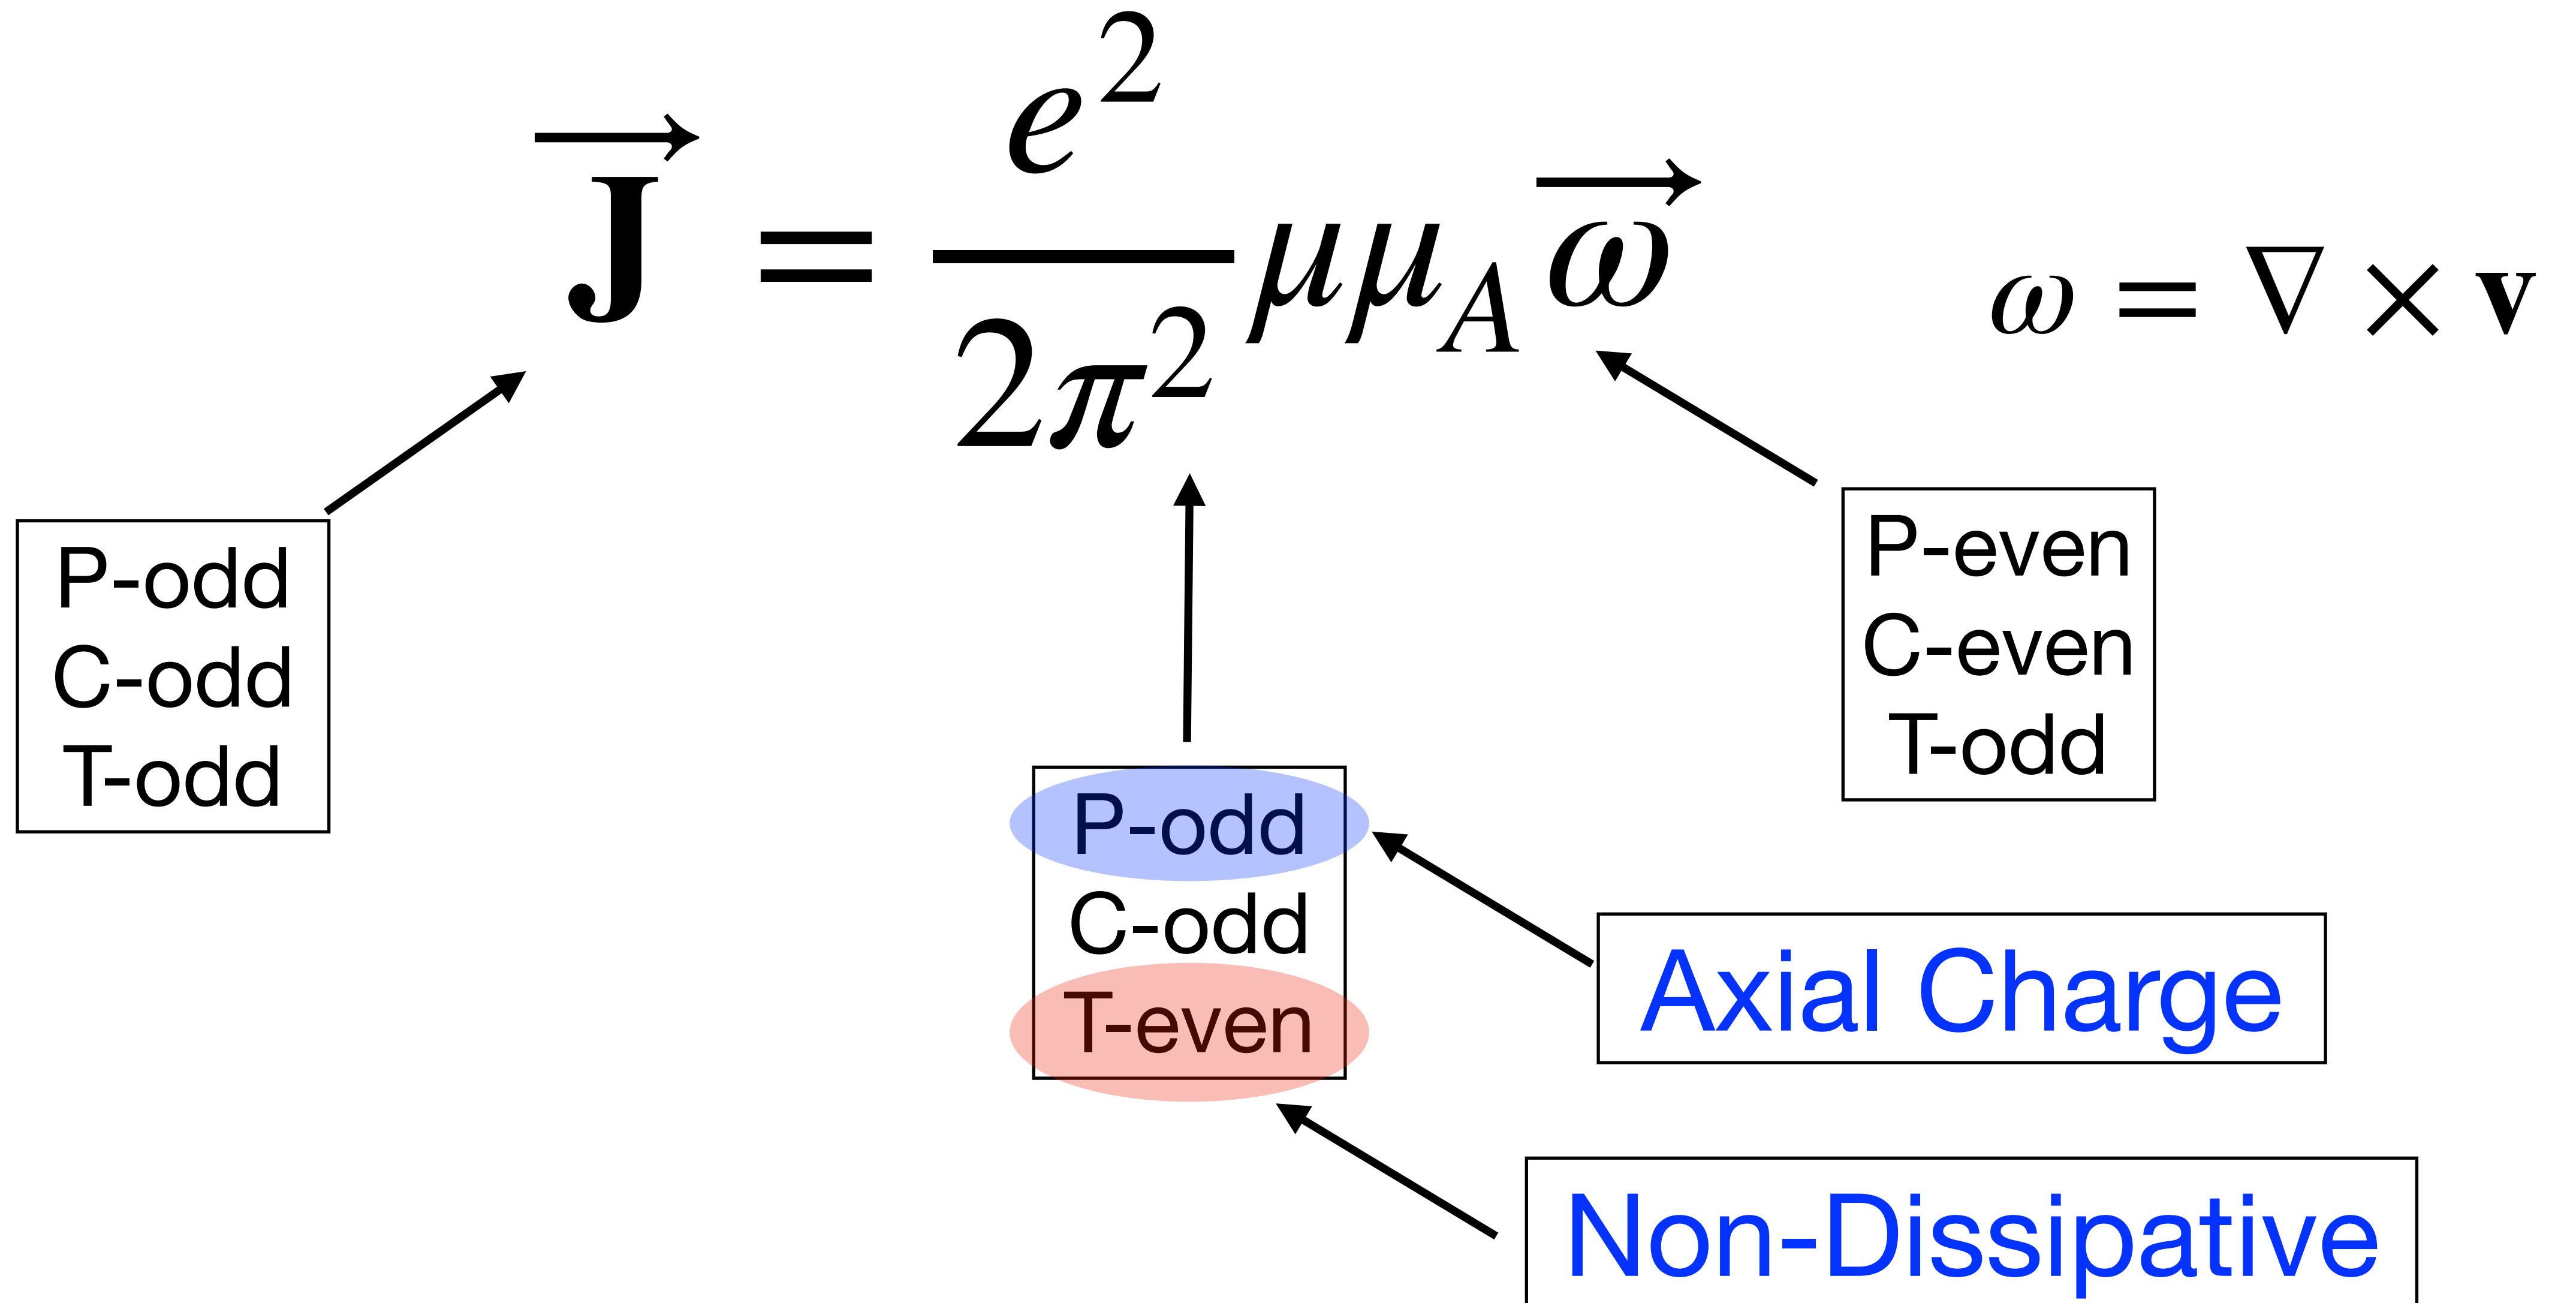 J⃗ = e²/2π² μμ_A ω⃗
ω = ∇ × v
P-odd
C-odd
T-odd
P-even
C-even
T-odd
P-odd
C-odd
T-even
Axial Charge
Non-Dissipative